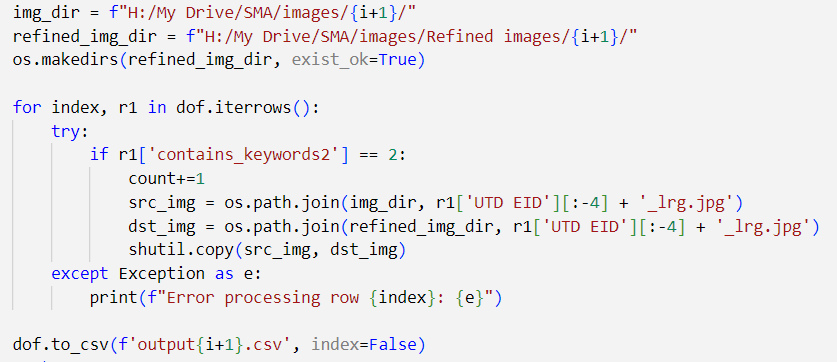 img_dir = f"H:/My Drive/SMA/images/{i+1}/"
refined_img_dir = f"H:/My Drive/SMA/images/Refined images/{i+1}/"
os.makedirs(refined_img_dir, exist_ok=True)

for index, r1 in dof.iterrows():
    try:
        if r1['contains_keywords2'] == 2:
            count+=1
            src_img = os.path.join(img_dir, r1['UTD EID'][:-4] + '_lrg.jpg')
            dst_img = os.path.join(refined_img_dir, r1['UTD EID'][:-4] + '_lrg.jpg')
            shutil.copy(src_img, dst_img)
    except Exception as e:
        print(f"Error processing row {index}: {e}")

dof.to_csv(f'output{i+1}.csv', index=False)